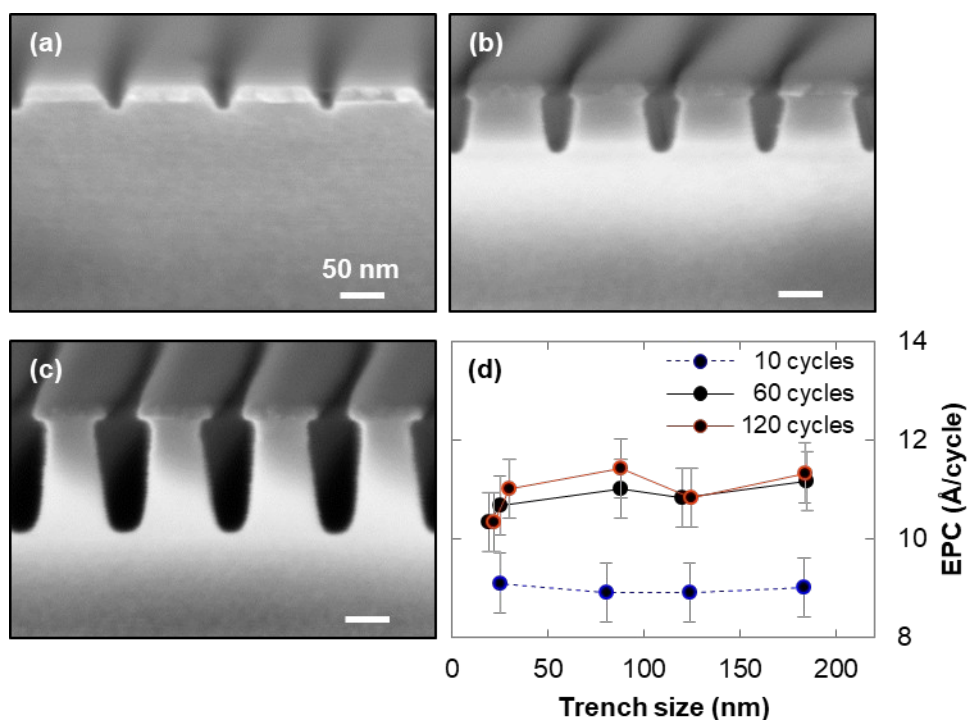 (a)
50 nm
(b)
(c)
(d)
10 cycles
60 cycles
120 cycles
14
12
10
8
EPC (Å/cycle)
0 50 100 150 200
Trench size (nm)